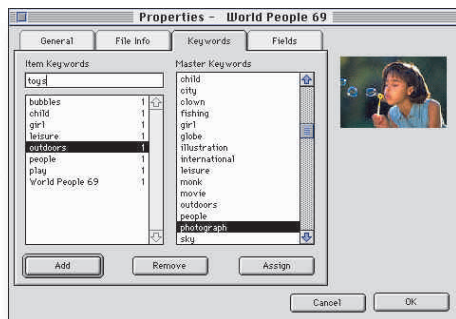 Properties - World People 69
General
File Info
Keywords
Fields
Item Keywords
toys
bubbles 1
child 1
girl 1
leisure 1
outdoors 1
people 1
play 1
World People 69 1
Master Keywords
child
city
clown
fishing
girl
globe
illustration
international
leisure
monk
movie
outdoors
people
photograph
sky
Add
Remove
Assign
Cancel
OK